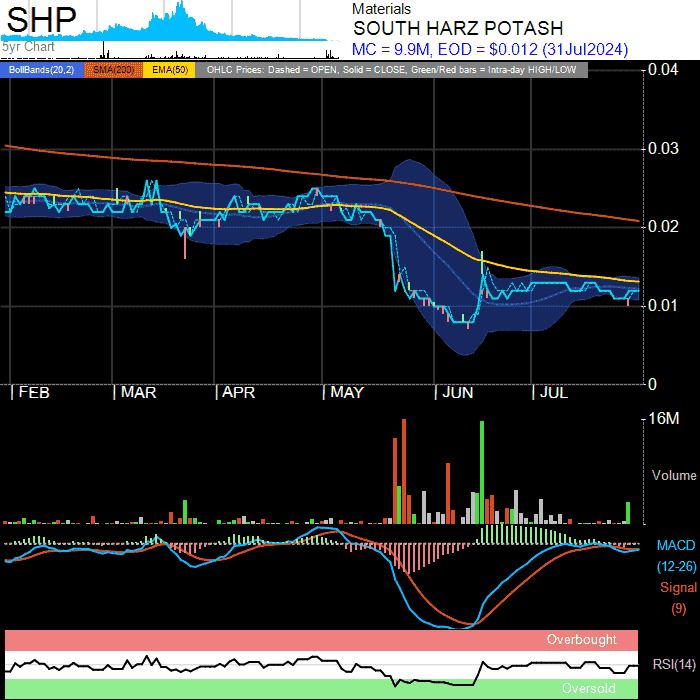 SHP
5yr Chart
Materials
SOUTH HARZ POTASH
MC = 9.9M, EOD = $0.012 (31Jul2024)
BollBands(20,2) SMA(200) EMA(50) OHLC Prices: Dashed = OPEN, Solid = CLOSE, Green/Red bars = Intra-day HIGH/LOW
0.04
0.03
0.02
0.01
0
| FEB | MAR | APR | MAY | JUN | JUL
16M
Volume
MACD
(12-26)
Signal
(9)
Overbought
RSI(14)
Oversold